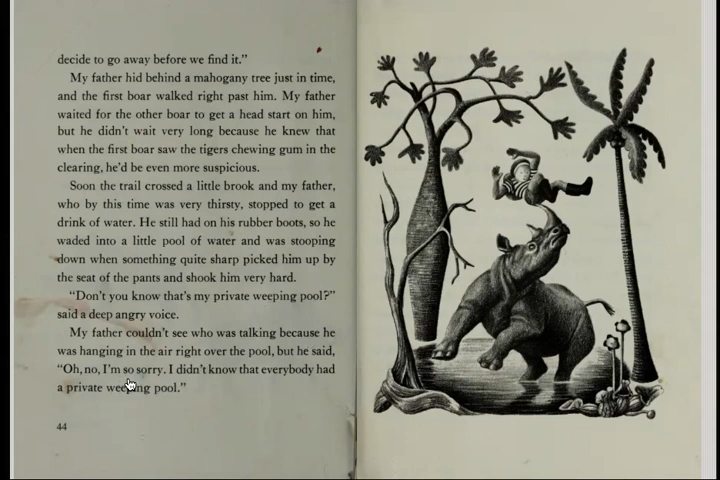 decide to go away before we find it."
My father hid behind a mahogany tree just in time,
and the first boar walked right past him. My father
waited for the other boar to get a head start on him,
but he didn't wait very long because he knew that
when the first boar saw the tigers chewing gum in the
clearing, he'd be even more suspicious.
Soon the trail crossed a little brook and my father,
who by this time was very thirsty, stopped to get a
drink of water. He still had on his rubber boots, so he
waded into a little pool of water and was stooping
down when something quite sharp picked him up by
the seat of the pants and shook him very hard.
"Don't you know that's my private weeping pool?"
said a deep angry voice.
My father couldn't see who was talking because he
was hanging in the air right over the pool, but he said,
"Oh, no, I'm so sorry. I didn't know that everybody had
a private weeping pool."
44